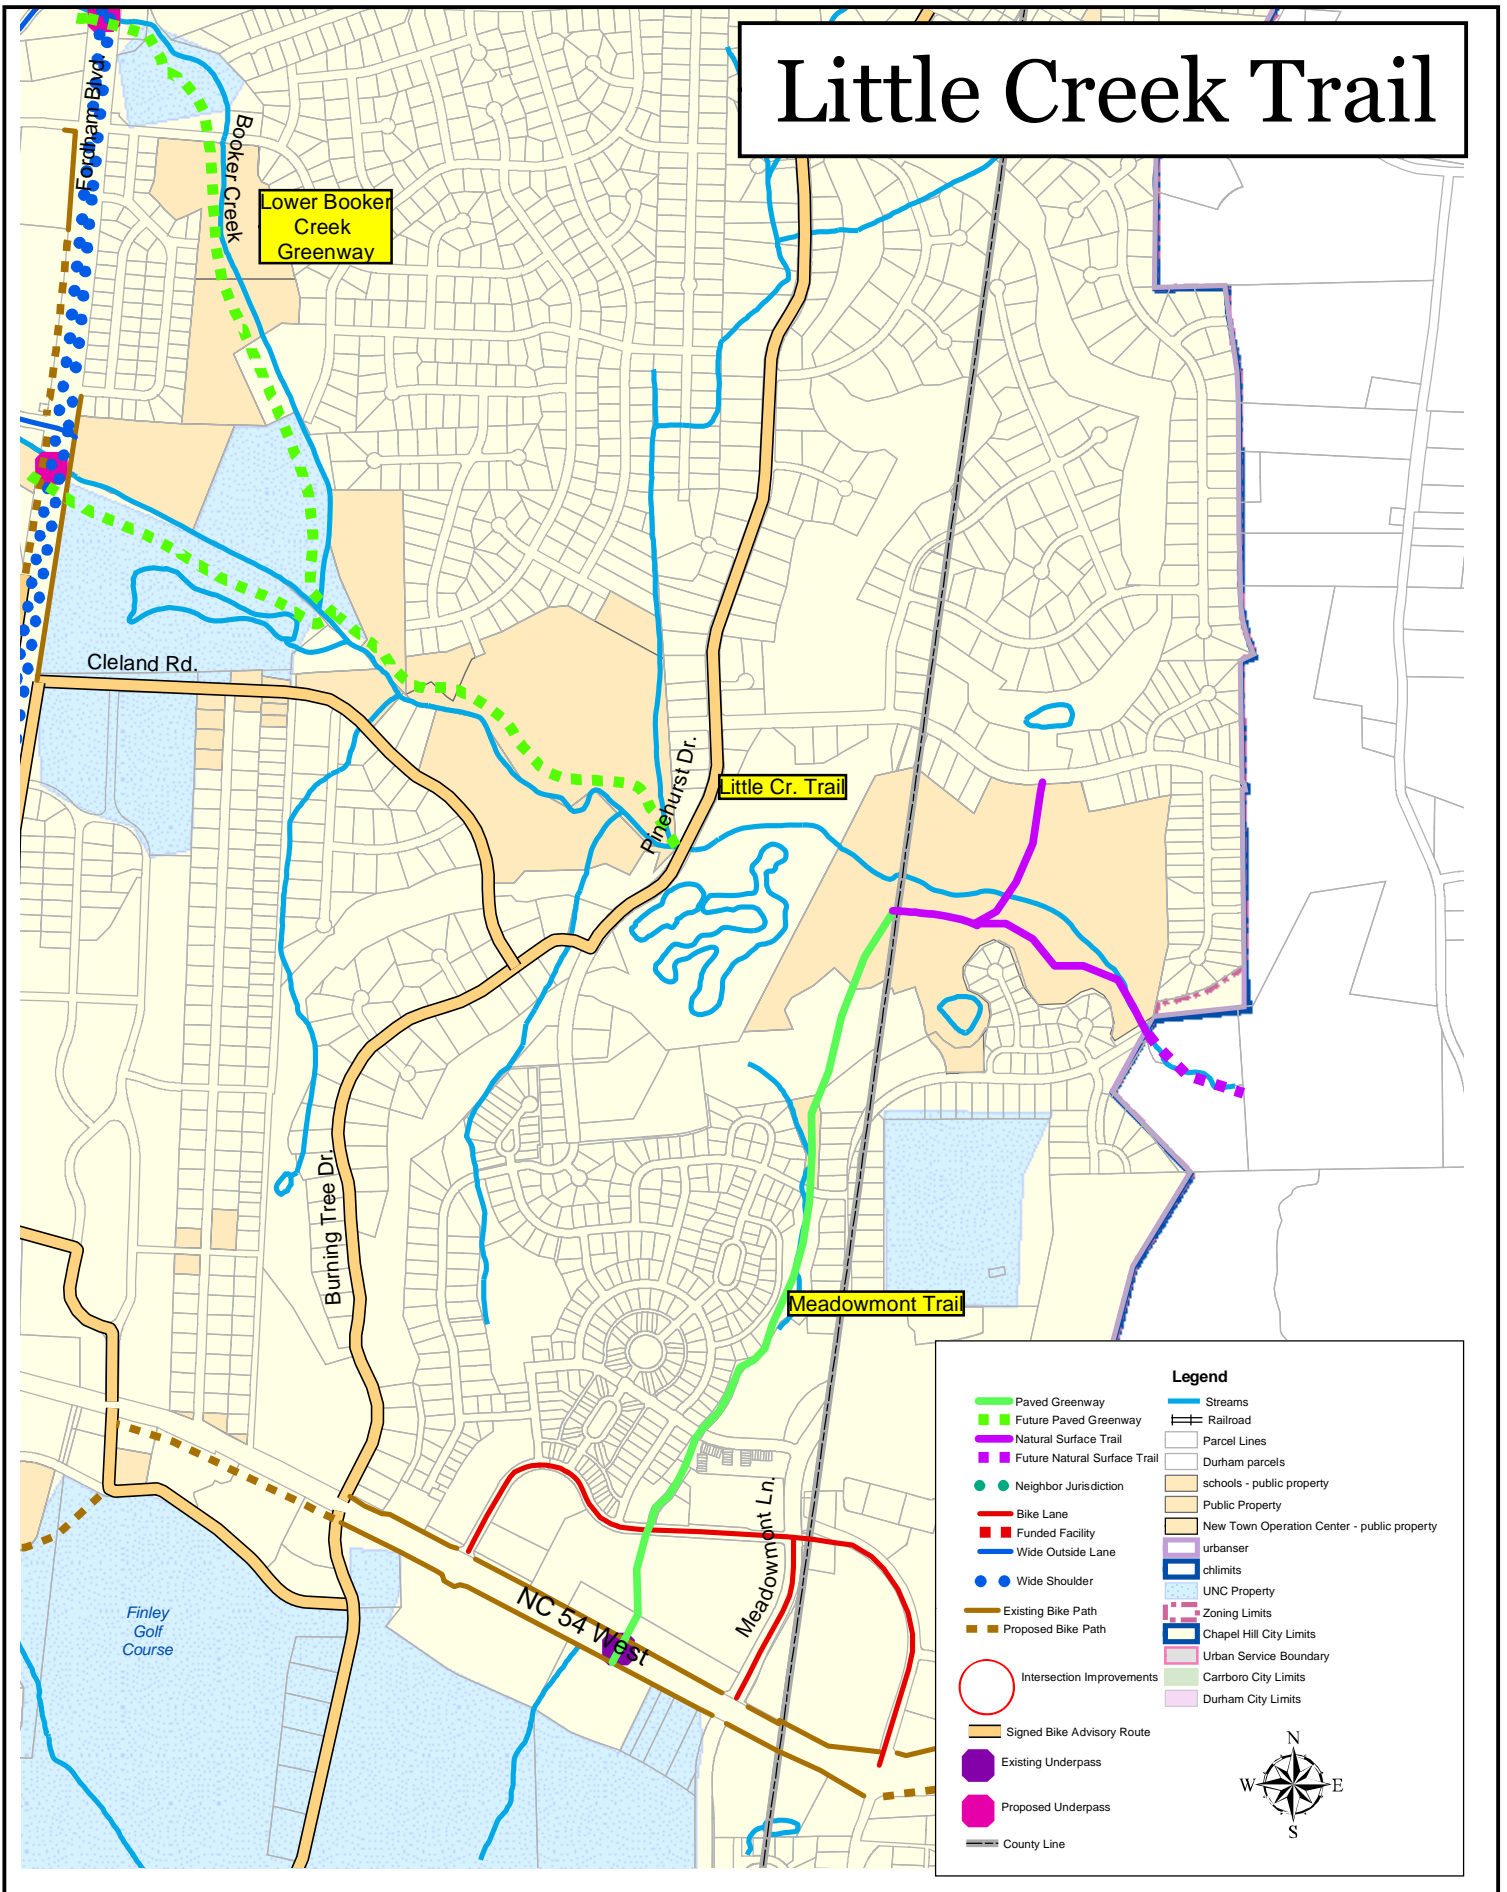 Little Creek Trail
Fordham Blvd.
Booker Creek
Lower Booker
Creek
Greenway
Cleland Rd.
Pinehurst Dr.
Little Cr. Trail
Burning Tree Dr.
Meadowmont Trail
Meadowmont Ln.
NC 54 West
Finley
Golf
Course
Legend
Paved Greenway
Future Paved Greenway
Natural Surface Trail
Future Natural Surface Trail
Neighbor Jurisdiction
Bike Lane
Funded Facility
Wide Outside Lane
Wide Shoulder
Existing Bike Path
Proposed Bike Path
Intersection Improvements
Signed Bike Advisory Route
Existing Underpass
Proposed Underpass
County Line
Streams
Railroad
Parcel Lines
Durham parcels
schools - public property
Public Property
New Town Operation Center - public property
urbanser
chlimits
UNC Property
Zoning Limits
Chapel Hill City Limits
Urban Service Boundary
Carrboro City Limits
Durham City Limits
N
W E
S